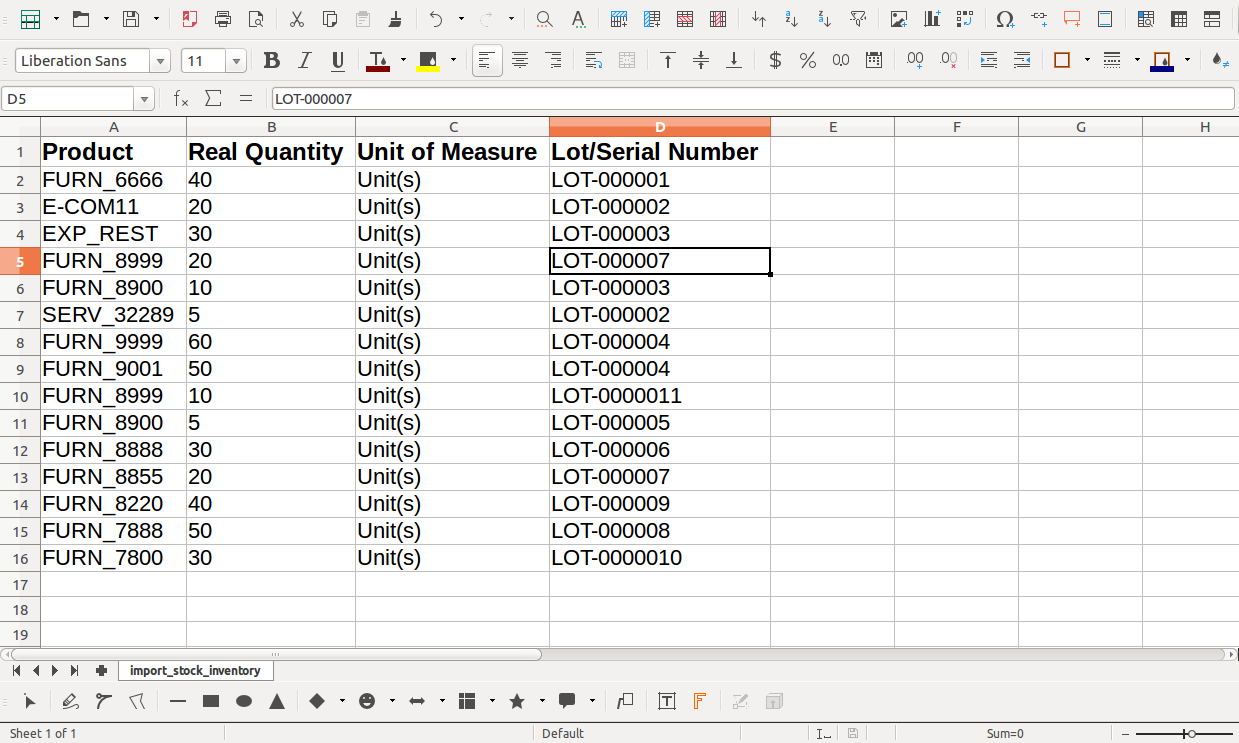 Liberation Sans 11
D5 LOT-000007
A B C D E F G H
1 Product Real Quantity Unit of Measure Lot/Serial Number
2 FURN_6666 40 Unit(s) LOT-000001
3 E-COM11 20 Unit(s) LOT-000002
4 EXP_REST 30 Unit(s) LOT-000003
5 FURN_8999 20 Unit(s) LOT-000007
6 FURN_8900 10 Unit(s) LOT-000003
7 SERV_32289 5 Unit(s) LOT-000002
8 FURN_9999 60 Unit(s) LOT-000004
9 FURN_9001 50 Unit(s) LOT-000004
10 FURN_8999 10 Unit(s) LOT-0000011
11 FURN_8900 5 Unit(s) LOT-000005
12 FURN_8888 30 Unit(s) LOT-000006
13 FURN_8855 20 Unit(s) LOT-000007
14 FURN_8220 40 Unit(s) LOT-000009
15 FURN_7888 50 Unit(s) LOT-000008
16 FURN_7800 30 Unit(s) LOT-0000010
17
18
19
import_stock_inventory
Sheet 1 of 1 Default Sum=0